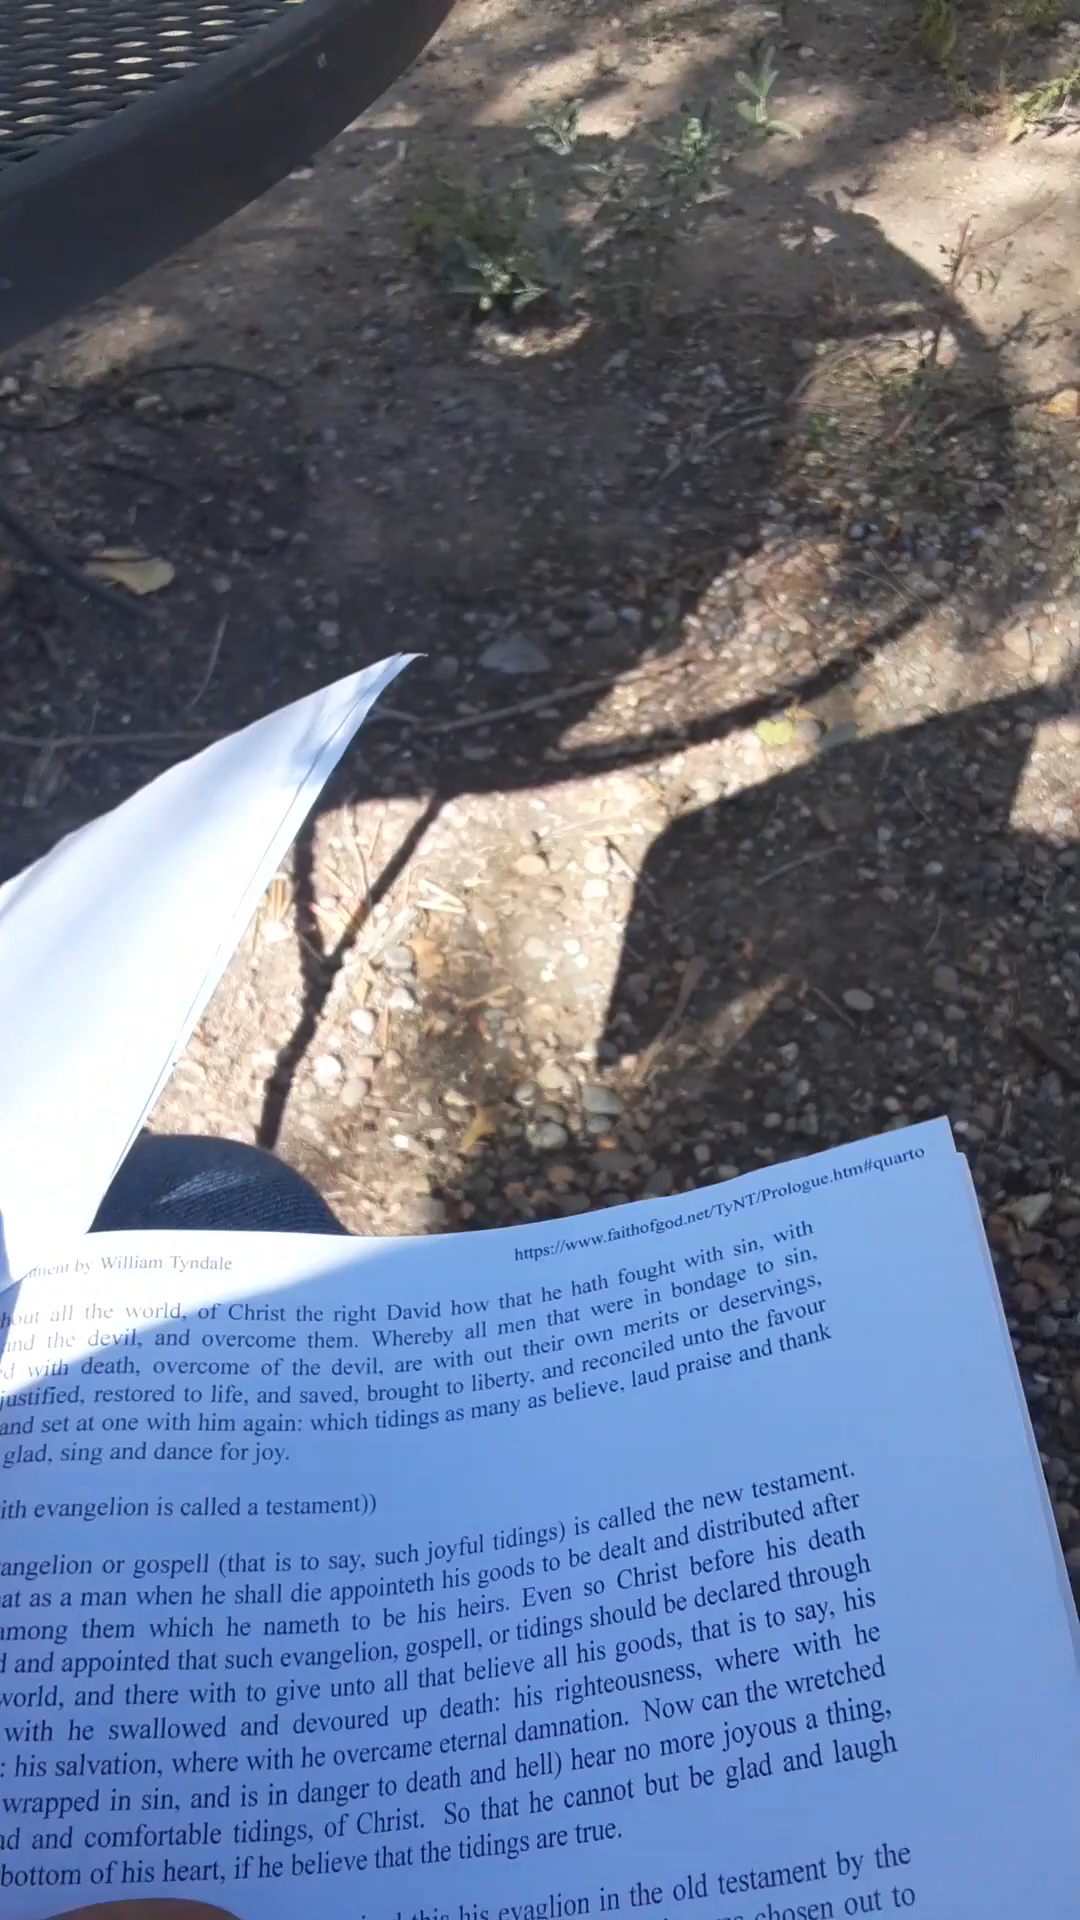 by William Tyndale
https://www.faithofgod.net/TyNT/Prologue.htm#quarto
all the world, of Christ the right David how that he hath fought with sin, with
the devil, and overcome them. Whereby all men that were in bondage to sin,
with death, overcome of the devil, are with out their own merits or deservings,
justified, restored to life, and saved, brought to liberty, and reconciled unto the favour
and set at one with him again: which tidings as many as believe, laud praise and thank
glad, sing and dance for joy.
evangelion is called a testament))
or gospell (that is to say, such joyful tidings) is called the new testament.
as a man when he shall die appointeth his goods to be dealt and distributed after
among them which he nameth to be his heirs. Even so Christ before his death
and appointed that such evangelion, gospell, or tidings should be declared through
world, and there with to give unto all that believe all his goods, that is to say, his
with he swallowed and devoured up death: his righteousness, where with he
: his salvation, where with he overcame eternal damnation. Now can the wretched
wrapped in sin, and is in danger to death and hell) hear no more joyous a thing,
and comfortable tidings, of Christ. So that he cannot but be glad and laugh
bottom of his heart, if he believe that the tidings are true.
this his evaglion in the old testament by the
chosen out to